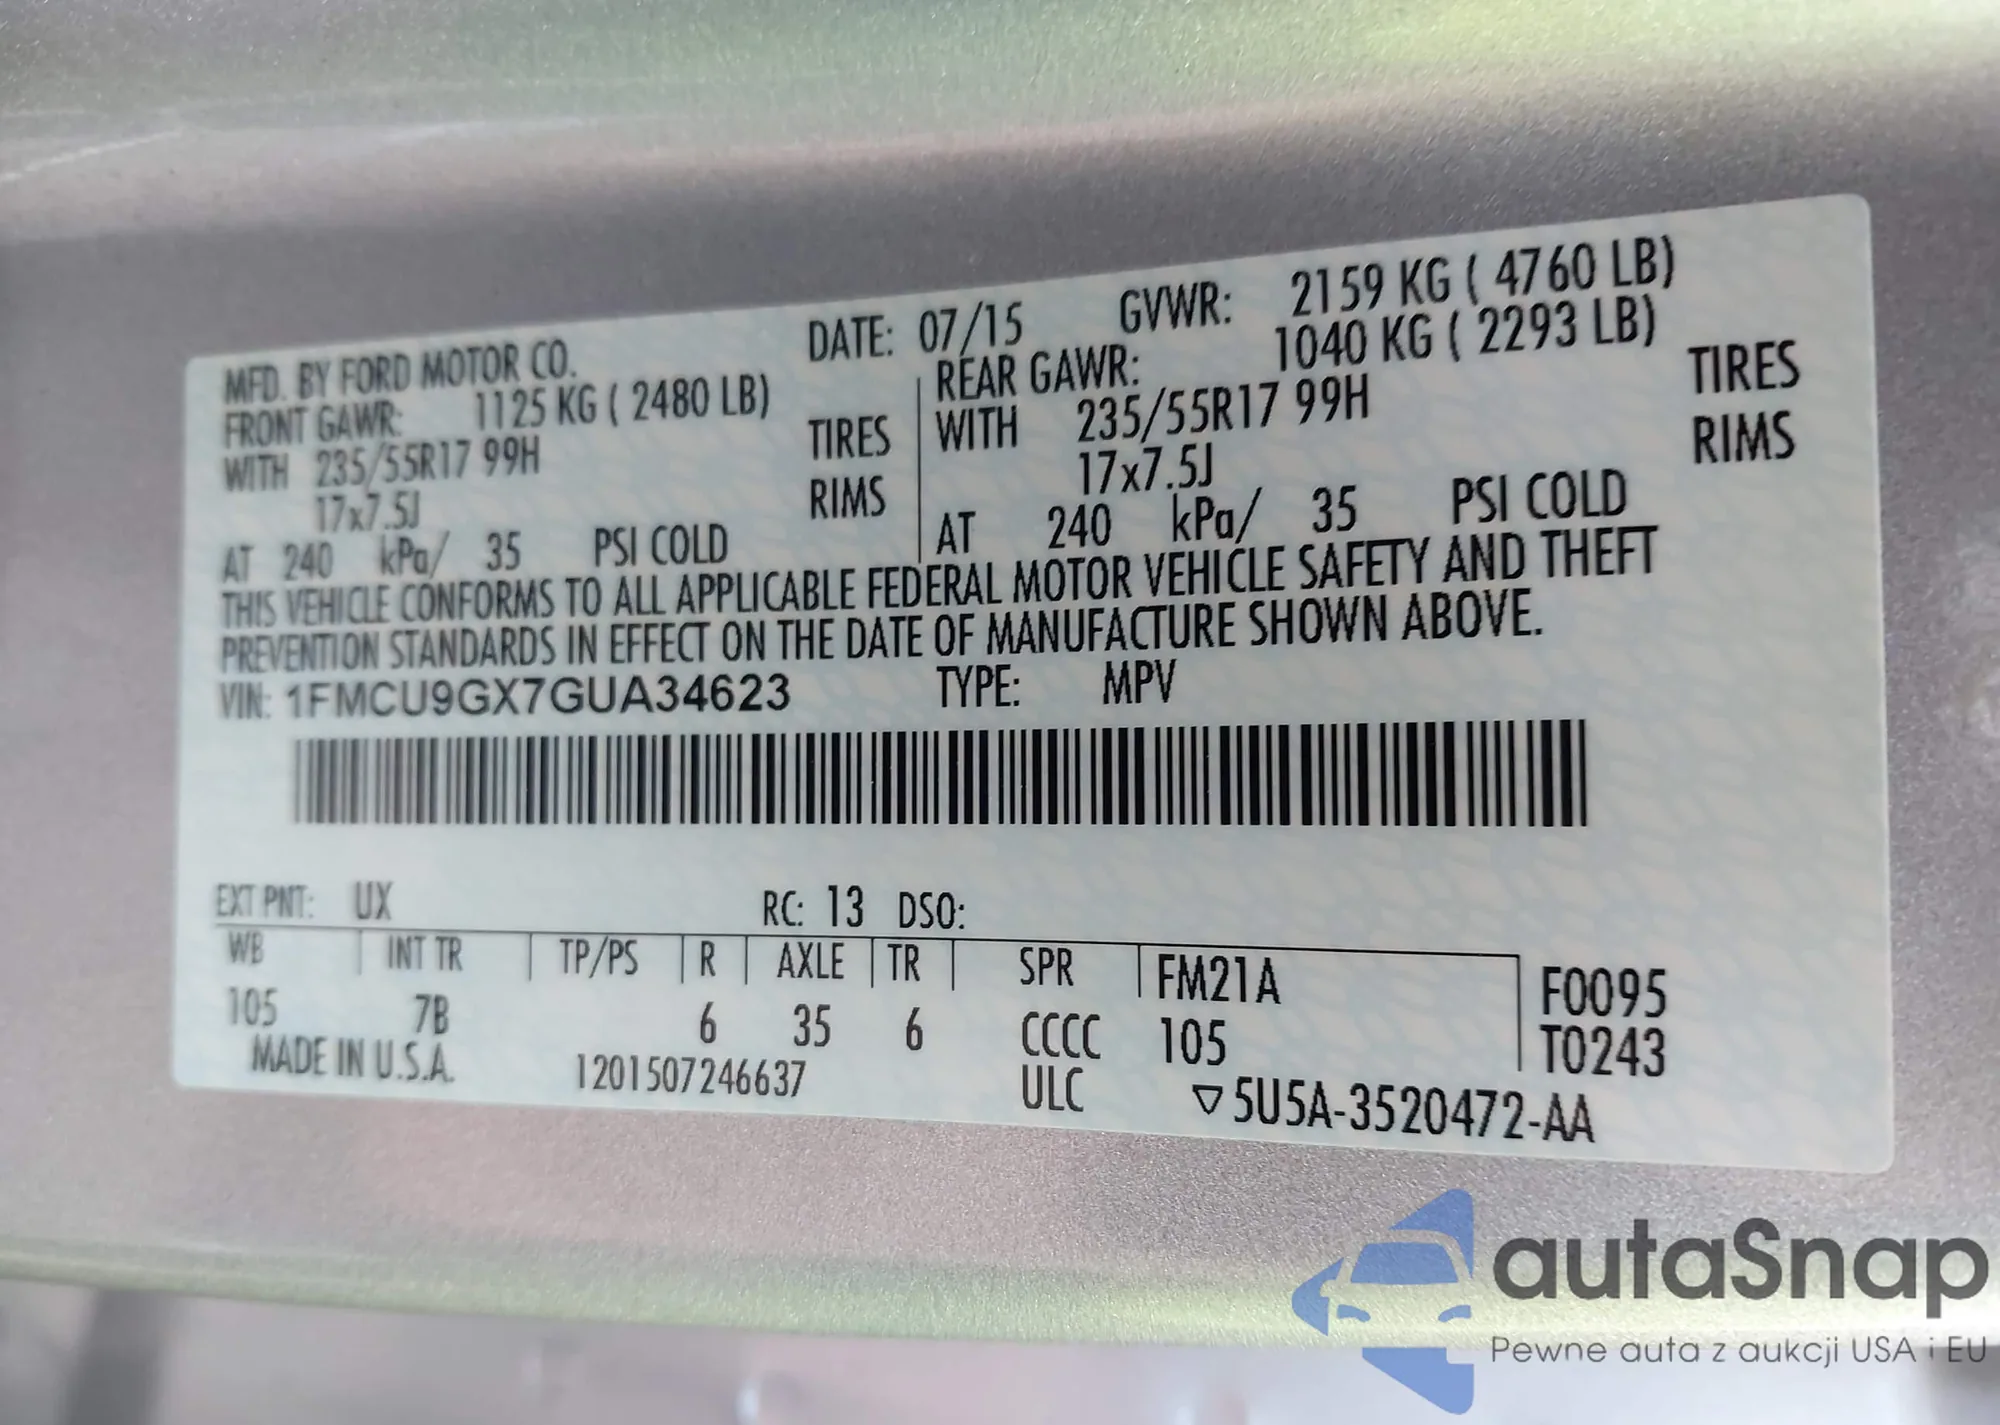 MFD. BY FORD MOTOR CO. DATE: 07/15 GVWR: 2159 KG ( 4760 LB)
FRONT GAWR: 1125 KG ( 2480 LB) REAR GAWR: 1040 KG ( 2293 LB)
WITH 235/55R17 99H TIRES WITH 235/55R17 99H TIRES
17x7.5J RIMS 17x7.5J RIMS
AT 240 kPa/ 35 PSI COLD AT 240 kPa/ 35 PSI COLD
THIS VEHICLE CONFORMS TO ALL APPLICABLE FEDERAL MOTOR VEHICLE SAFETY AND THEFT
PREVENTION STANDARDS IN EFFECT ON THE DATE OF MANUFACTURE SHOWN ABOVE.
VIN: 1FMCU9GX7GUA34623 TYPE: MPV
EXT PNT: UX RC: 13 DSO:
WB INT TR TP/PS R AXLE TR SPR FM21A F0095
105 7B 6 35 6 CCCC 105 T0243
MADE IN U.S.A. 1201507246637 ULC ▽5U5A-3520472-AA
autaSnap
Pewne auta z aukcji USA i EU